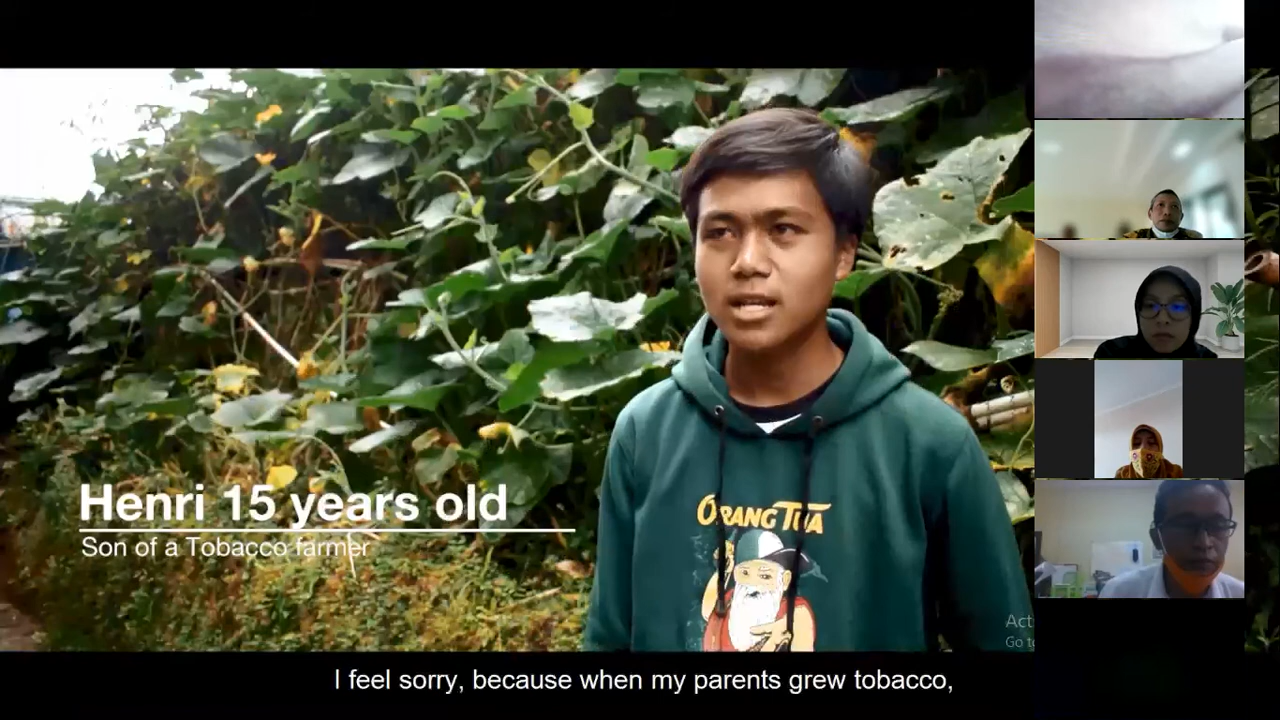 Henri 15 years old
Son of a Tobacco farmer
ORANG TUA
I feel sorry, because when my parents grew tobacco,